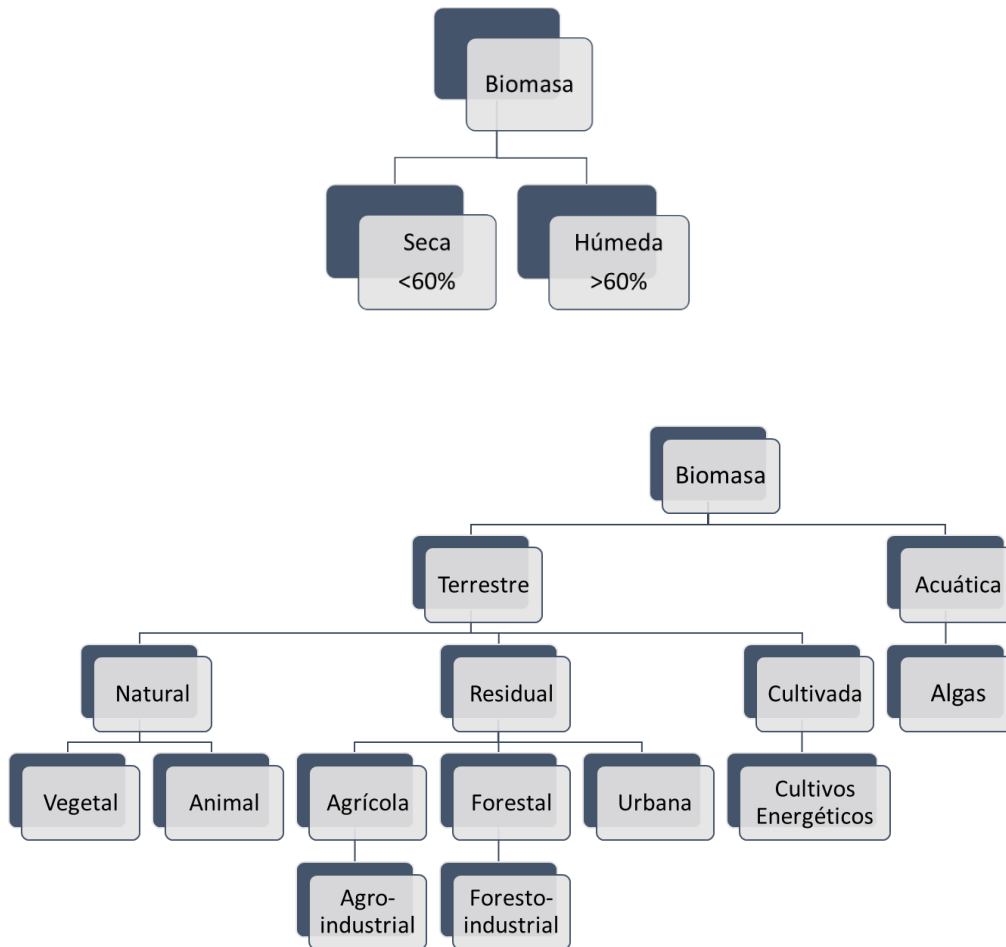 Biomasa
Seca
<60%
Húmeda
>60%
Biomasa
Terrestre
Acuática
Natural
Residual
Cultivada
Algas
Vegetal
Animal
Agrícola
Forestal
Urbana
Cultivos
Energéticos
Agro-
industrial
Foresto-
industrial